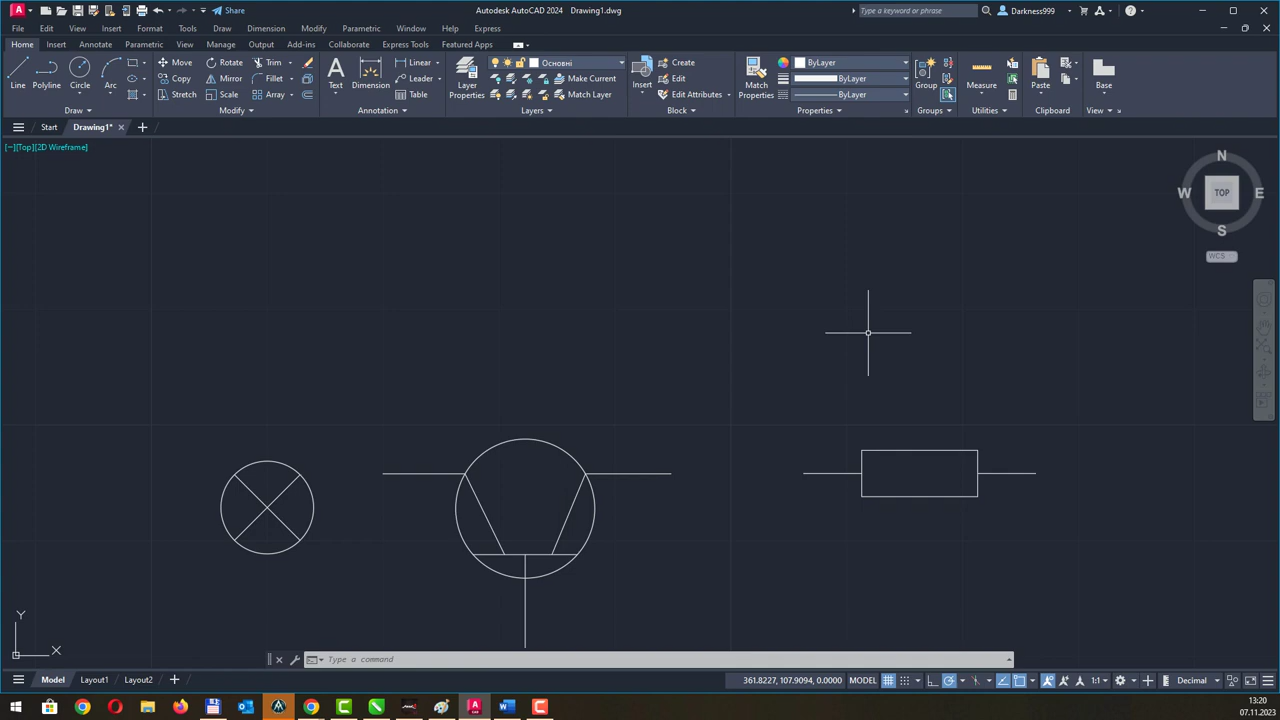 Autodesk AutoCAD 2024 Drawing1.dwg
Share
Type a keyword or phrase
Darkness999
File Edit View Insert Format Tools Draw Dimension Modify Parametric Window Help Express
Home Insert Annotate Parametric View Manage Output Add-ins Collaborate Express Tools Featured Apps
Line Polyline Circle Arc
Move Rotate Trim
Copy Mirror Fillet
Stretch Scale Array
Text Dimension
Linear
Leader
Table
Layer Properties
Основні
Make Current
Match Layer
Insert
Create
Edit
Edit Attributes
Match Properties
ByLayer
ByLayer
ByLayer
Group
Measure
Paste
Base
Draw Modify Annotation Layers Block Properties Groups Utilities Clipboard View
Start Drawing1*
[−][Top][2D Wireframe]
N
W TOP E
S
WCS
Y
X
Type a command
Model Layout1 Layout2
361.8227, 107.9094, 0.0000 MODEL 1:1 Decimal
13:20
07.11.2023